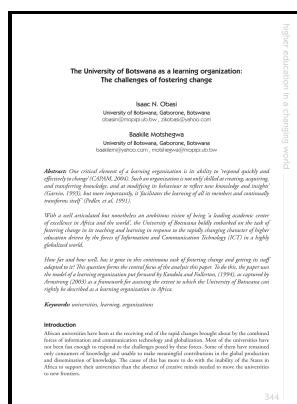 higher education in a changing world
The University of Botswana as a learning organization:
The challenges of fostering change
Isaac N. Obasi
University of Botswana, Gaborone, Botswana
obasiin@mopipi.ub.bw , zikobas@yahoo.com
Baakile Motshegwa
University of Botswana, Gaborone, Botswana
baakilem@yahoo.com , motshegwa@mopipi.ub.bw
Abstract: One critical element of a learning organization is its ability to 'respond quickly and
effectively to change' (CAPAM, 2004). Such an organization is not only skilled at creating, acquiring,
and transferring knowledge, and at modifying its behaviour to reflect new knowledge and insights'
(Garvin, 1993), but more importantly, it 'facilitates the learning of all its members and continually
transforms itself' (Pedler, et al, 1991).
With a well articulated but nonetheless an ambitious vision of being 'a leading academic center
of excellence in Africa and the world', the University of Botswana boldly embarked on the task of
fostering change in its teaching and learning in response to the rapidly changing character of higher
education driven by the forces of Information and Communication Technology (ICT) in a highly
globalized world.
How far and how well, has it gone in this continuous task of fostering change and getting its staff
adapted to it? This question forms the central focus of the analysis this paper. To do this, the paper uses
the model of a learning organization put forward by Kandola and Fullerton, (1994), as captured by
Armstrong (2003) as a framework for assessing the extent to which the University of Botswana can
rightly be described as a learning organization in Africa.
Keywords: universities, learning, organizations
Introduction
African universities have been at the receiving end of the rapid changes brought about by the combined
forces of information and communication technology and globalization. Most of the universities have
not been fast enough to respond to the challenges posed by these forces. Some of them have remained
only consumers of knowledge and unable to make meaningful contributions in the global production
and dissemination of knowledge. The cause of this has more to do with the inability of the States in
Africa to support their universities than the absence of creative minds needed to move the universities
to new frontiers.
344